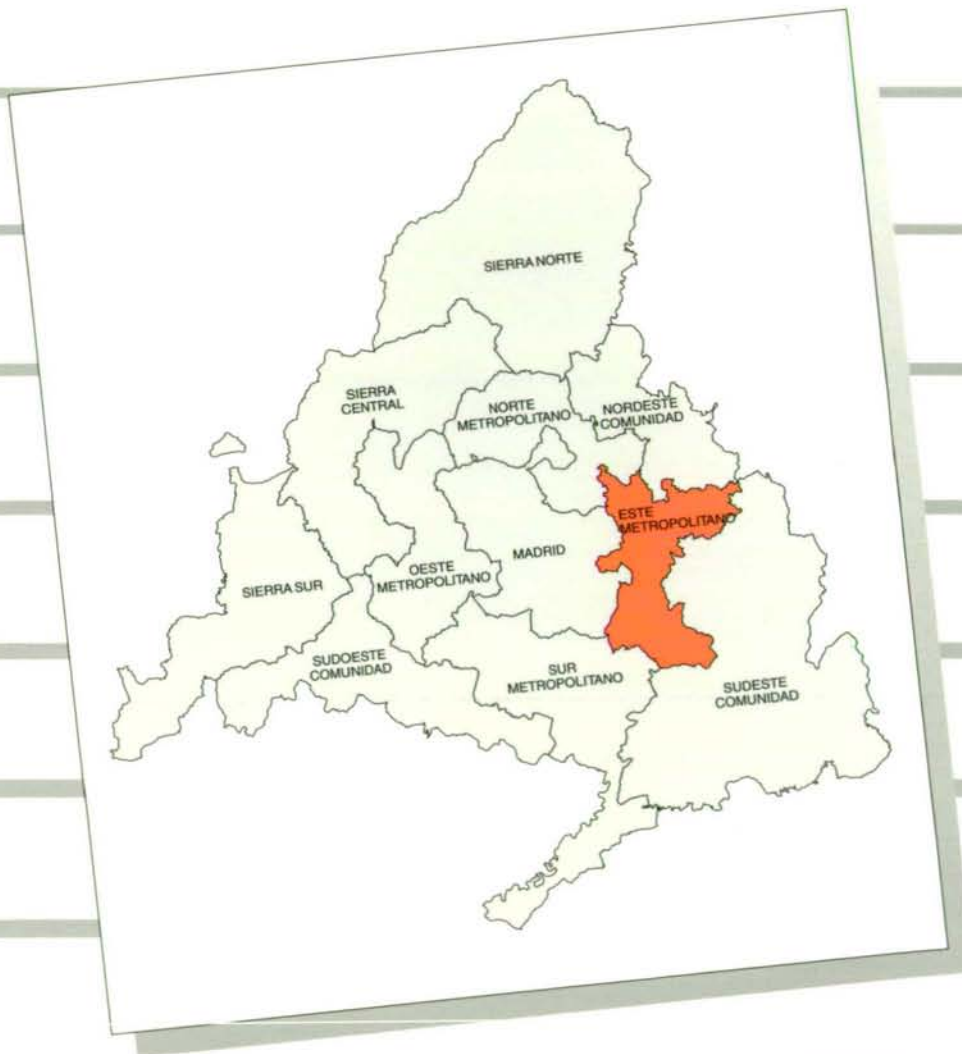 SIERRA NORTE
SIERRA
CENTRAL
NORTE
METROPOLITANO
NORDESTE
COMUNIDAD
ESTE
METROPOLITANO
MADRID
OESTE
METROPOLITANO
SIERRA SUR
SUDOESTE
COMUNIDAD
SUR
METROPOLITANO
SUDESTE
COMUNIDAD